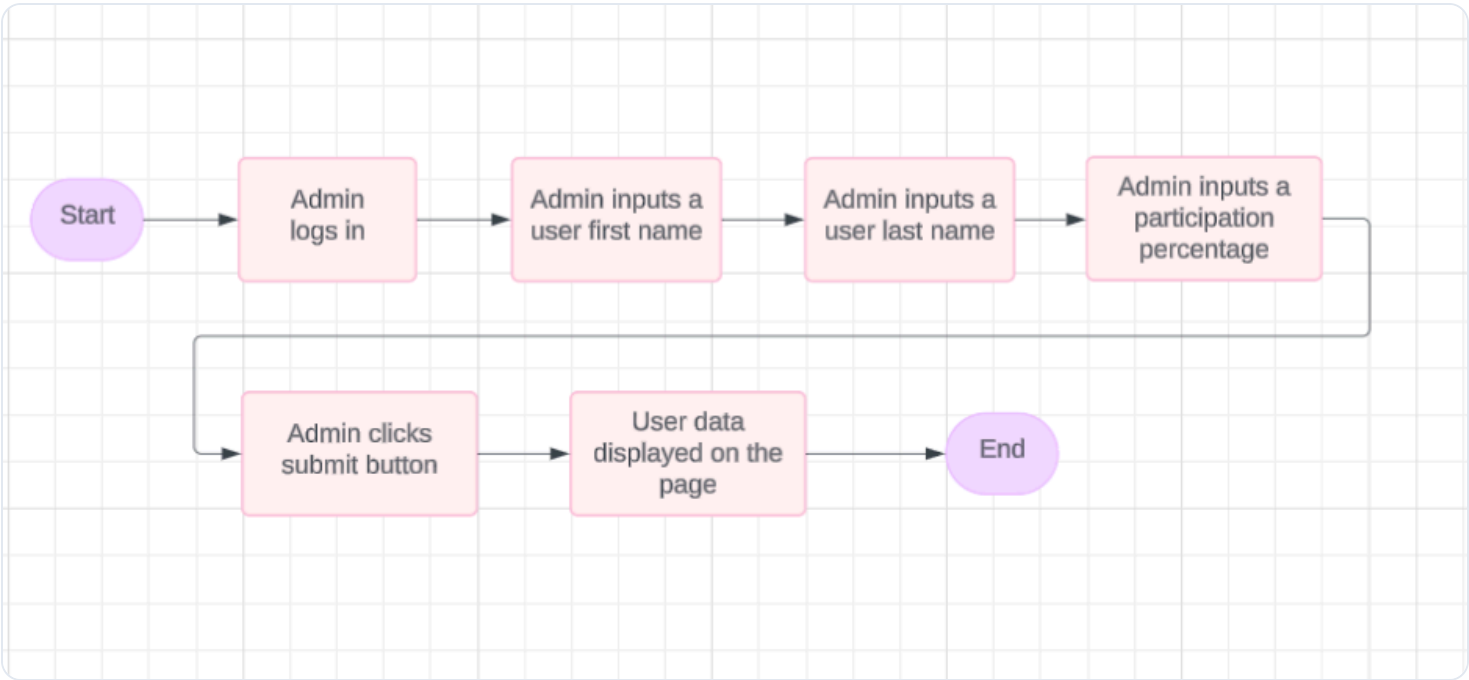 Start
Admin
logs in
Admin inputs a
user first name
Admin inputs a
user last name
Admin inputs a
participation
percentage
Admin clicks
submit button
User data
displayed on the
page
End